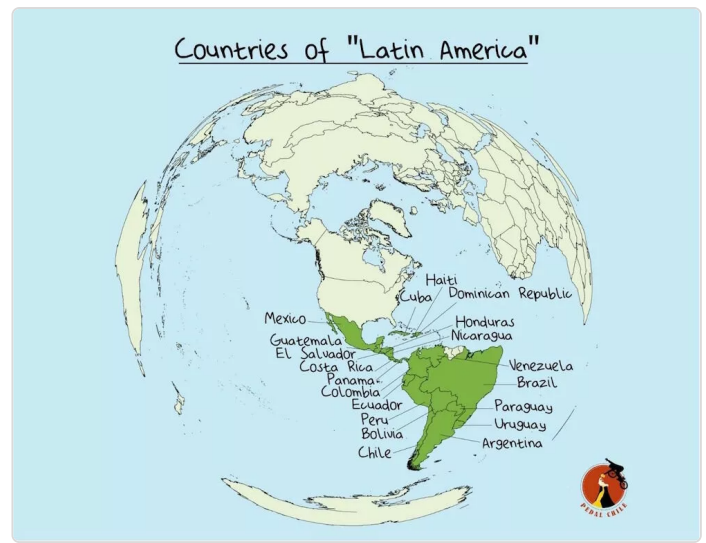 Countries of "Latin America"
Haiti
Cuba
Dominican Republic
Mexico
Honduras
Guatemala
Nicaragua
El Salvador
Costa Rica
Venezuela
Panama
Brazil
Colombia
Ecuador
Paraguay
Peru
Uruguay
Bolivia
Argentina
Chile
PEDAL CHILE